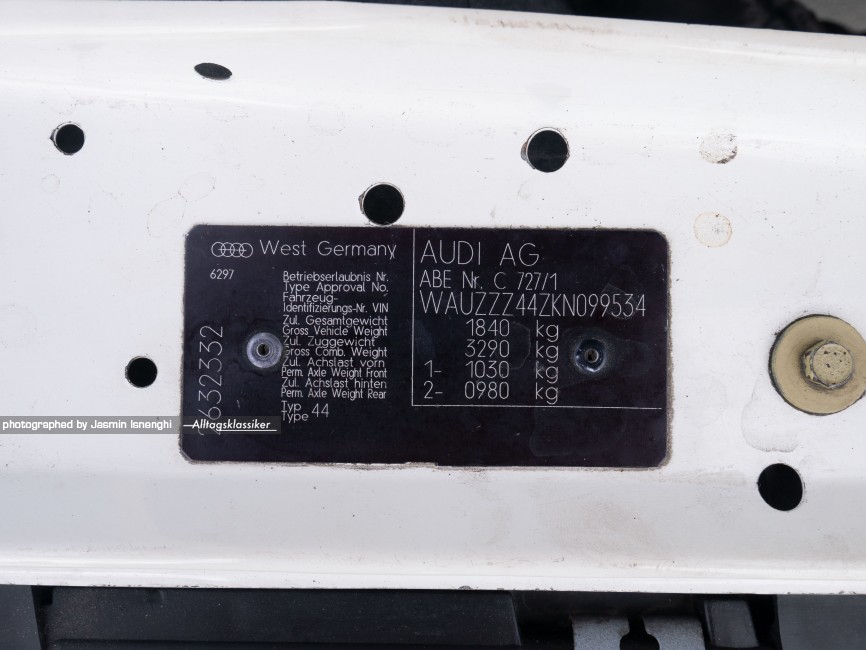 West Germany
6297
Betriebserlaubnis Nr.
Type Approval No.
Fahrzeug-
Identifizierungs-Nr. VIN
Zul. Gesamtgewicht
Gross Vehicle Weight
Zul. Zuggewicht
Gross Comb. Weight
Zul. Achslast vorn
Perm. Axle Weight Front
Zul. Achslast hinten
Perm. Axle Weight Rear
Typ
Type 44
AUDI AG
ABE Nr. C 727/1
WAUZZZ44ZKN099534
1840 kg
3290 kg
1- 1030 kg
2- 0980 kg
photographed by Jasmin Isnenghi
Alltagsklassiker